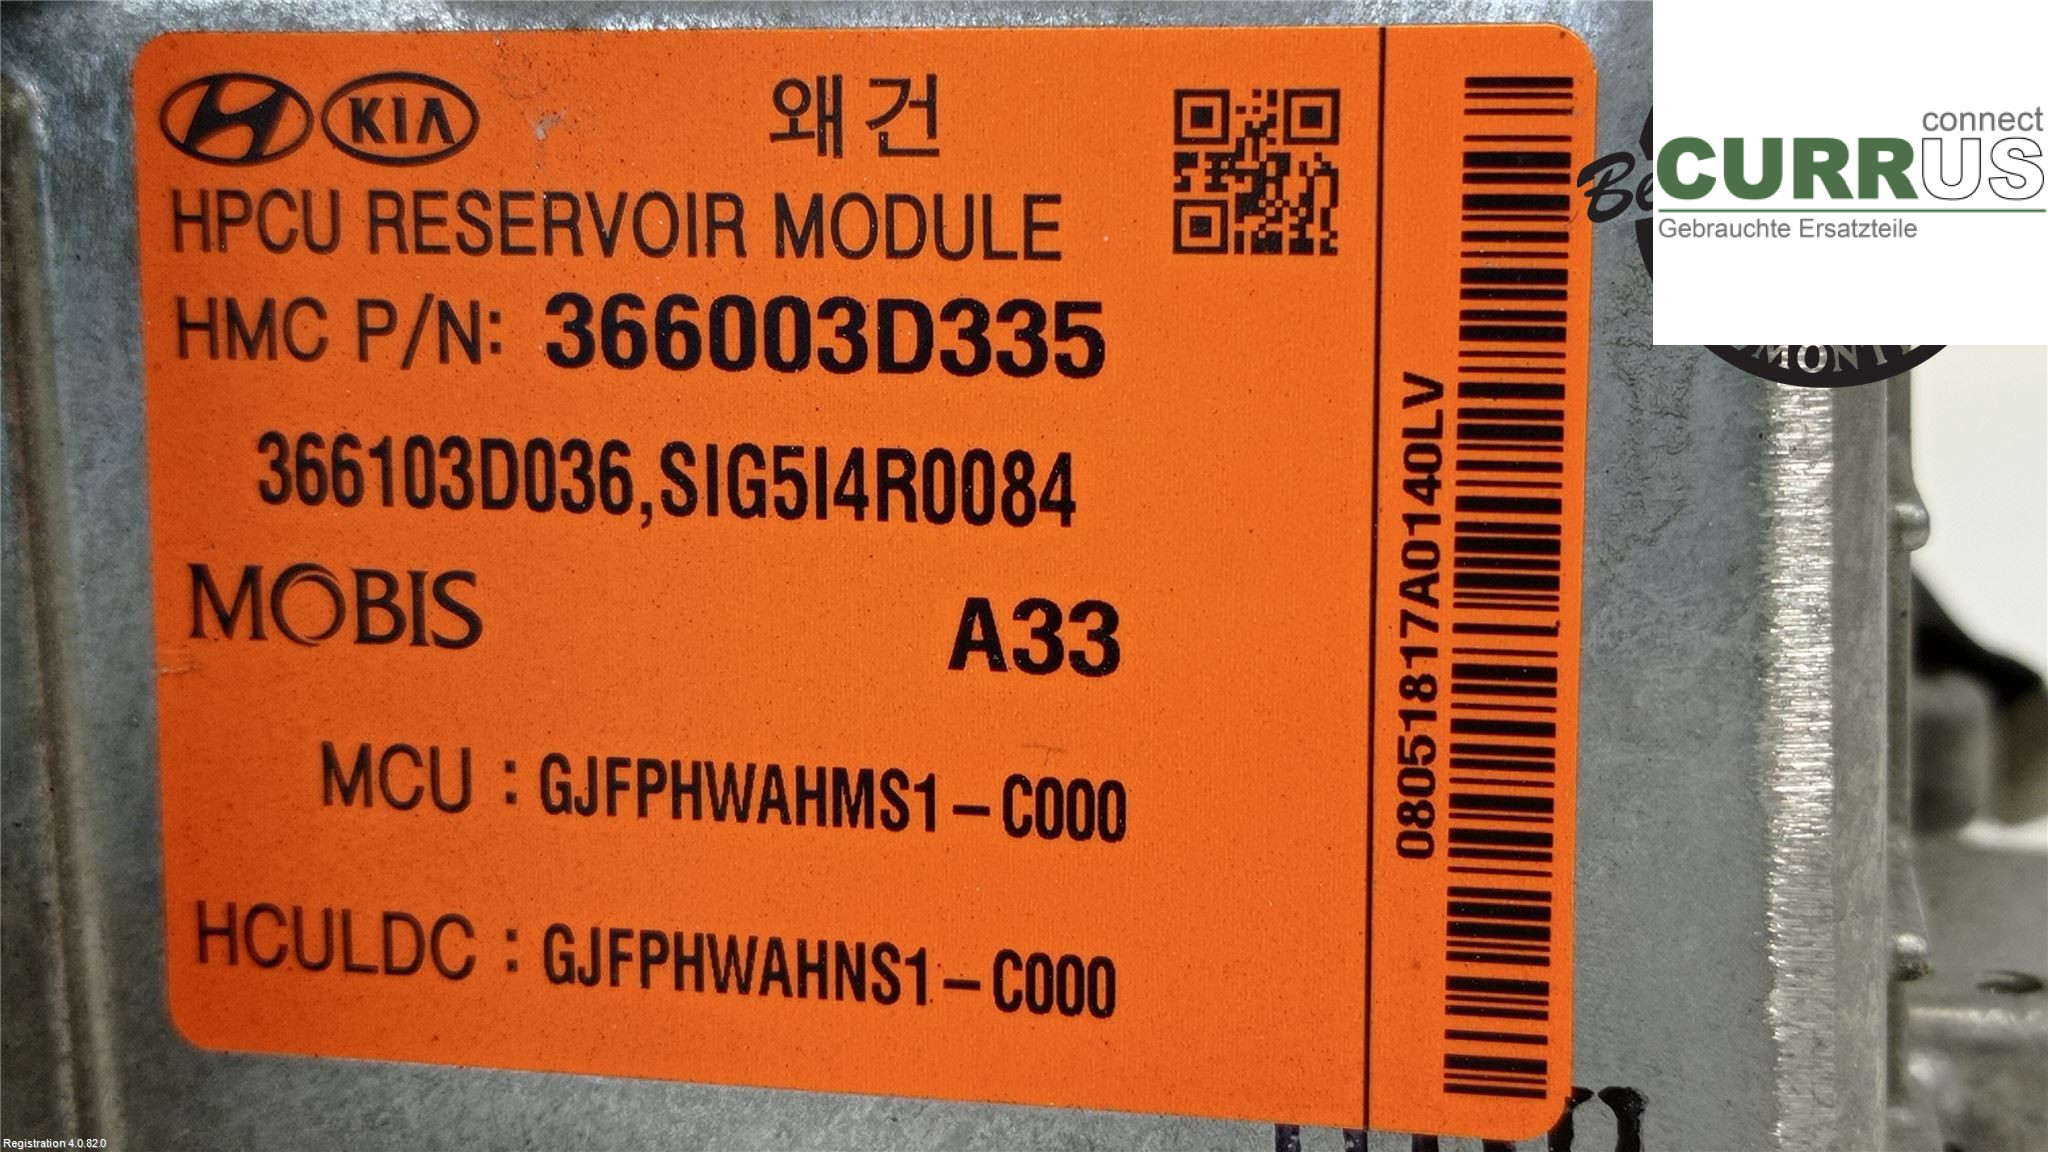 KIA
왜건
HPCU RESERVOIR MODULE
HMC P/N: 366003D335
366103D036,SIG5I4R0084
MOBIS
A33
MCU : GJFPHWAHMS1-C000
HCULDC : GJFPHWAHNS1-C000
08051817A0140LV
connect
CURRUS
Gebrauchte Ersatzteile
Registration 4.0.82.0